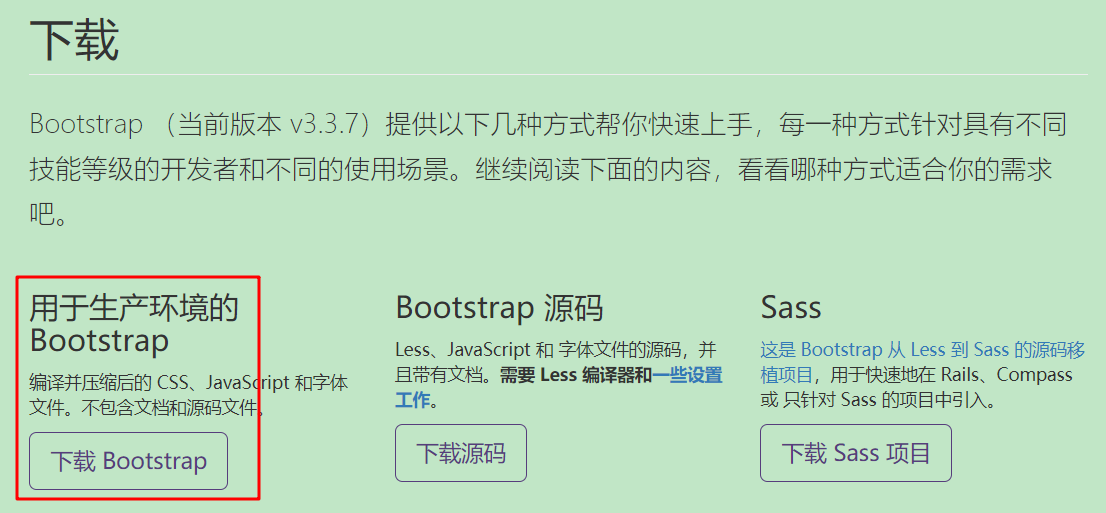 下载
Bootstrap （当前版本 v3.3.7）提供以下几种方式帮你快速上手，每一种方式针对具有不同
技能等级的开发者和不同的使用场景。继续阅读下面的内容，看看哪种方式适合你的需求
吧。
用于生产环境的
Bootstrap
编译并压缩后的 CSS、JavaScript 和字体
文件。不包含文档和源码文件。
下载 Bootstrap
Bootstrap 源码
Less、JavaScript 和 字体文件的源码，并
且带有文档。需要 Less 编译器和一些设置
工作。
下载源码
Sass
这是 Bootstrap 从 Less 到 Sass 的源码移
植项目，用于快速地在 Rails、Compass
或 只针对 Sass 的项目中引入。
下载 Sass 项目